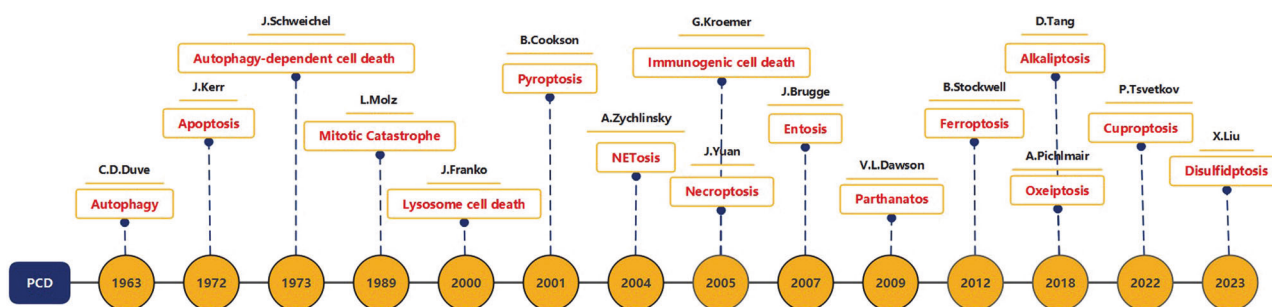 D.Tang
Alkaliptosis
J.Schweichel
Autophagy-dependent cell death
G.Kroemer
Immunogenic cell death
B.Cookson
Pyroptosis
J.Kerr
Apoptosis
L.Molz
Mitotic Catastrophe
A.Zychlinsky
NETosis
J.Brugge
Entosis
B.Stockwell
Ferroptosis
P.Tsvetkov
Cuproptosis
C.D.Duve
Autophagy
J.Franko
Lysosome cell death
J.Yuan
Necroptosis
V.L.Dawson
Parthanatos
A.Pichlmair
Oxeiptosis
X.Liu
Disulfidptosis
PCD 1963 1972 1973 1989 2000 2001 2004 2005 2007 2009 2012 2018 2022 2023